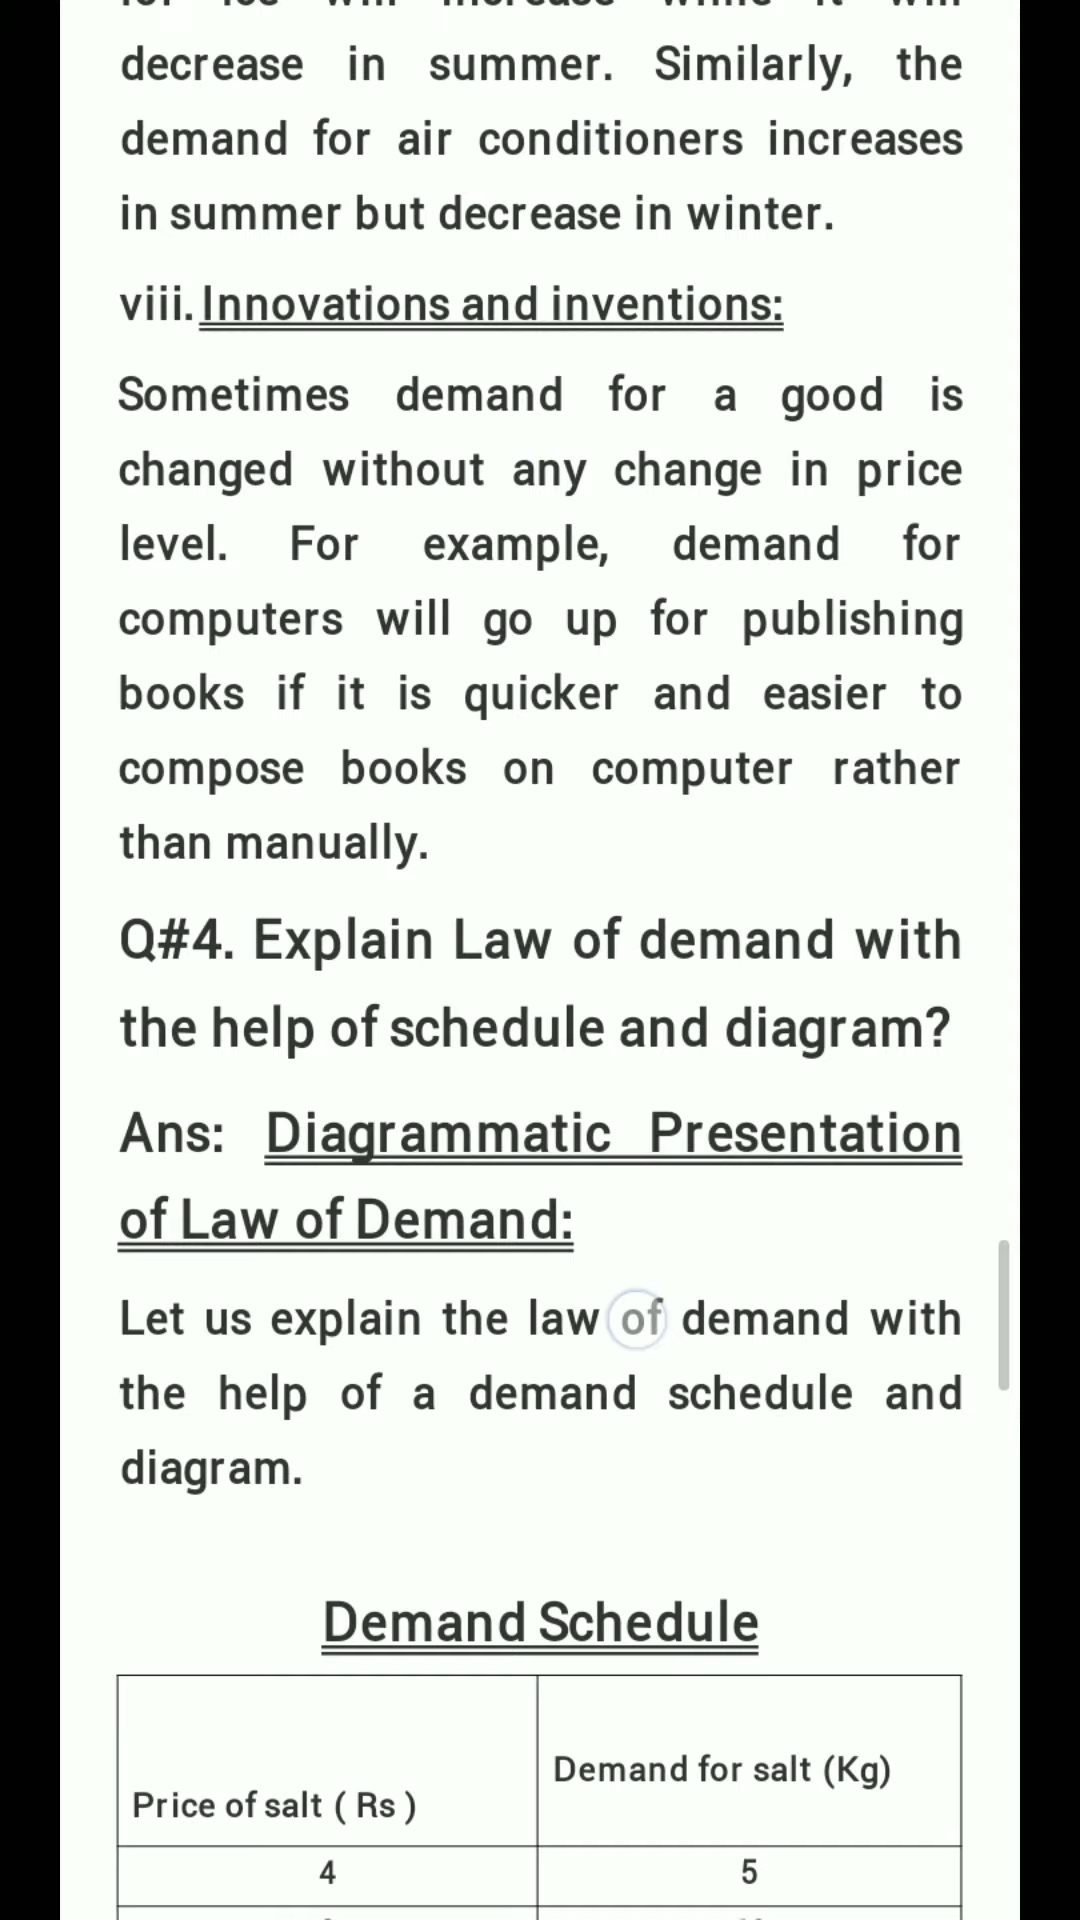 decrease in summer. Similarly, the
demand for air conditioners increases
in summer but decrease in winter.
viii. Innovations and inventions:
Sometimes demand for a good is
changed without any change in price
level. For example, demand for
computers will go up for publishing
books if it is quicker and easier to
compose books on computer rather
than manually.
Q#4. Explain Law of demand with
the help of schedule and diagram?
Ans: Diagrammatic Presentation
of Law of Demand:
Let us explain the law of demand with
the help of a demand schedule and
diagram.
Demand Schedule
Price of salt ( Rs )
Demand for salt (Kg)
4 5